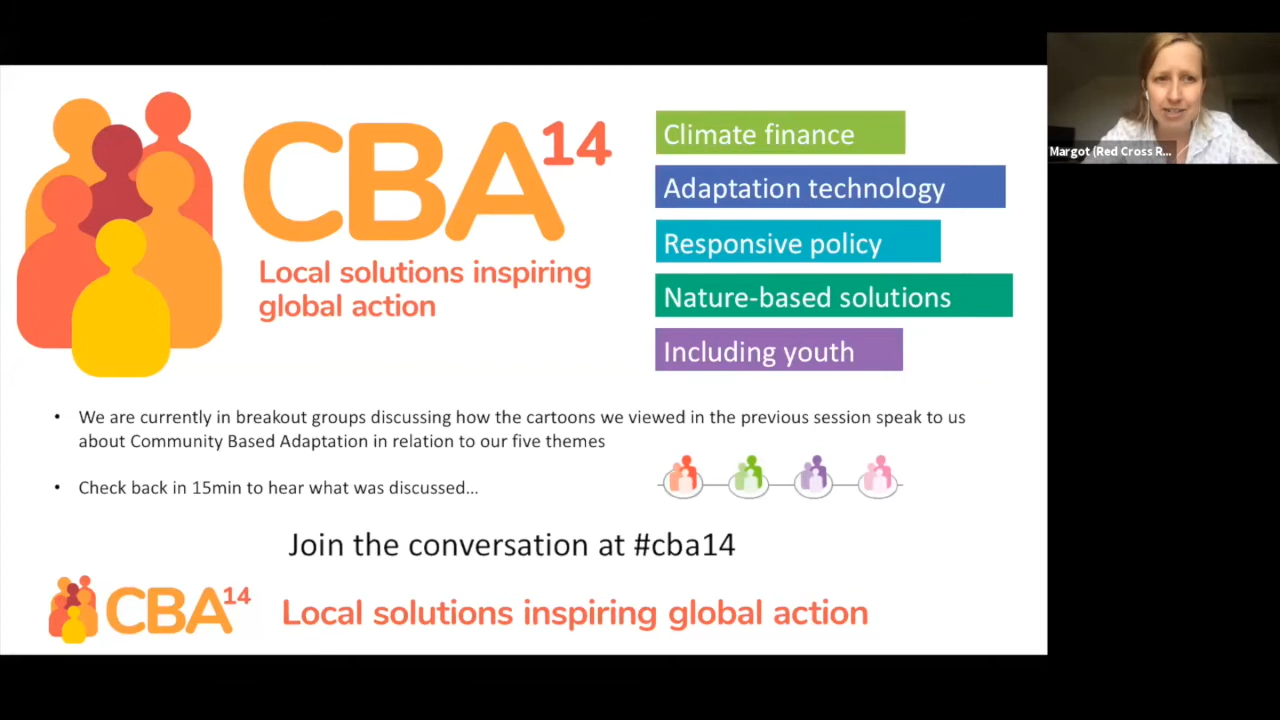 CBA14
Local solutions inspiring
global action
Climate finance
Adaptation technology
Responsive policy
Nature-based solutions
Including youth
Margot (Red Cross R...
• We are currently in breakout groups discussing how the cartoons we viewed in the previous session speak to us
about Community Based Adaptation in relation to our five themes
• Check back in 15min to hear what was discussed...
Join the conversation at #cba14
CBA14
Local solutions inspiring global action